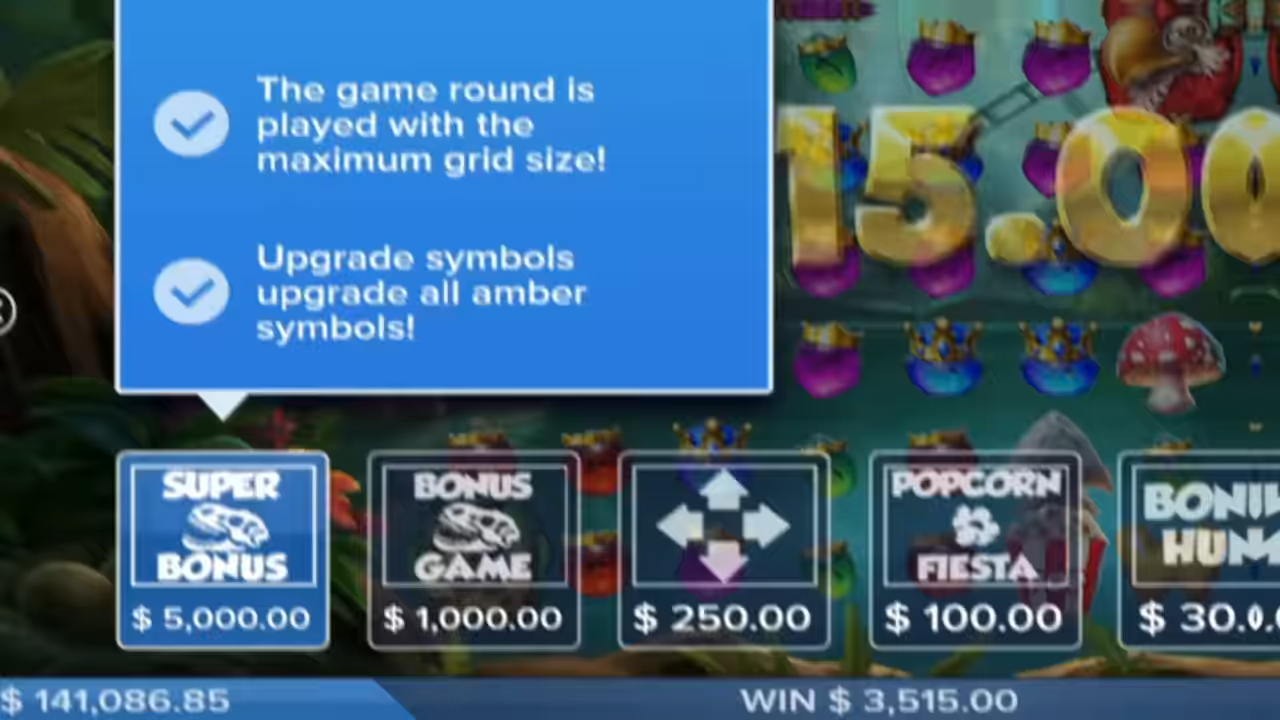 The game round is
played with the
maximum grid size!
Upgrade symbols
upgrade all amber
symbols!
15.00
SUPER
BONUS
$ 5,000.00
BONUS
GAME
$ 1,000.00
$ 250.00
POPCORN
FIESTA
$ 100.00
$ 141,086.85
WIN $ 3,515.00